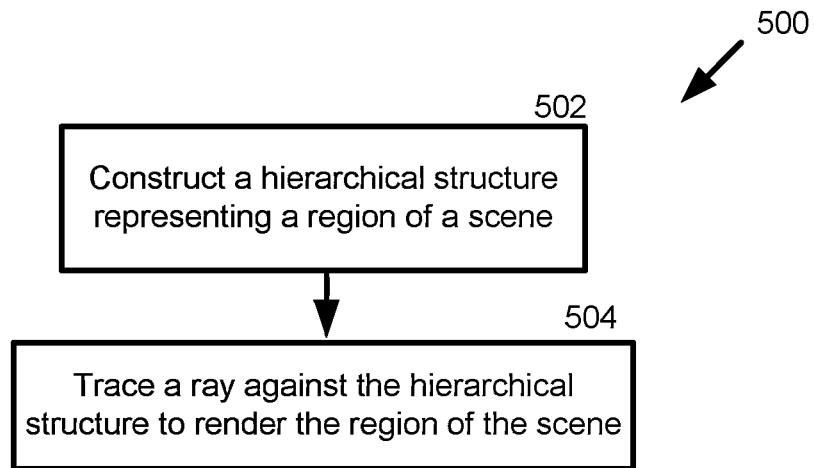 500
502
Construct a hierarchical structure
representing a region of a scene
504
Trace a ray against the hierarchical
structure to render the region of the scene